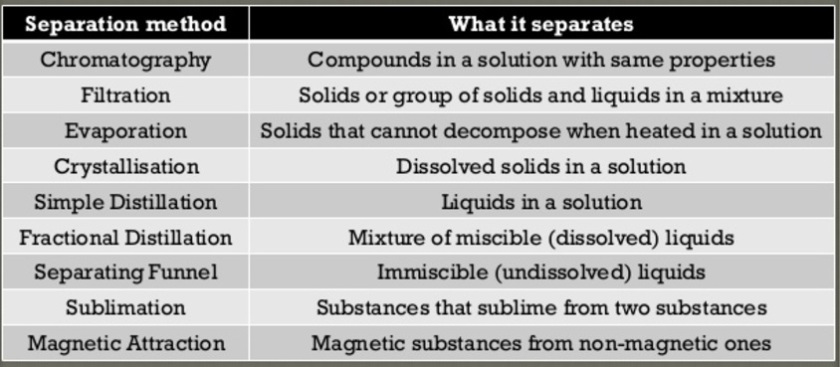 Separation method What it separates
Chromatography Compounds in a solution with same properties
Filtration Solids or group of solids and liquids in a mixture
Evaporation Solids that cannot decompose when heated in a solution
Crystallisation Dissolved solids in a solution
Simple Distillation Liquids in a solution
Fractional Distillation Mixture of miscible (dissolved) liquids
Separating Funnel Immiscible (undissolved) liquids
Sublimation Substances that sublime from two substances
Magnetic Attraction Magnetic substances from non-magnetic ones